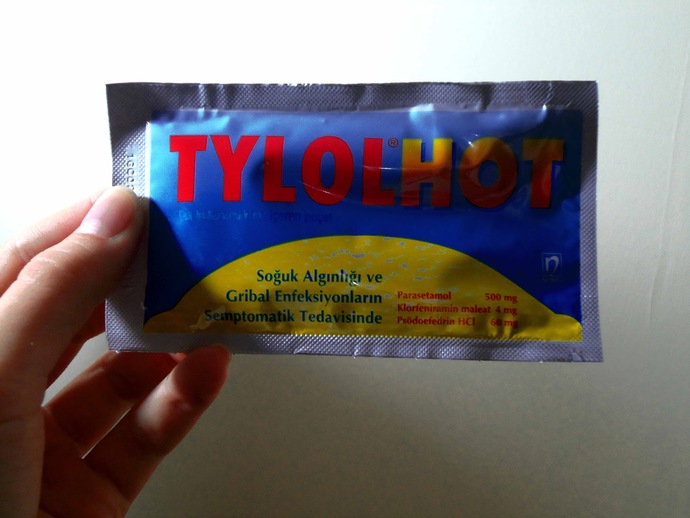 TYLOLHOT®
Soğuk Algınlığı ve
Gribal Enfeksiyonların
Semptomatik Tedavisinde
Parasetamol 500 mg
Klorfeniramin maleat 4 mg
Psödoefedrin HCl 60 mg
n